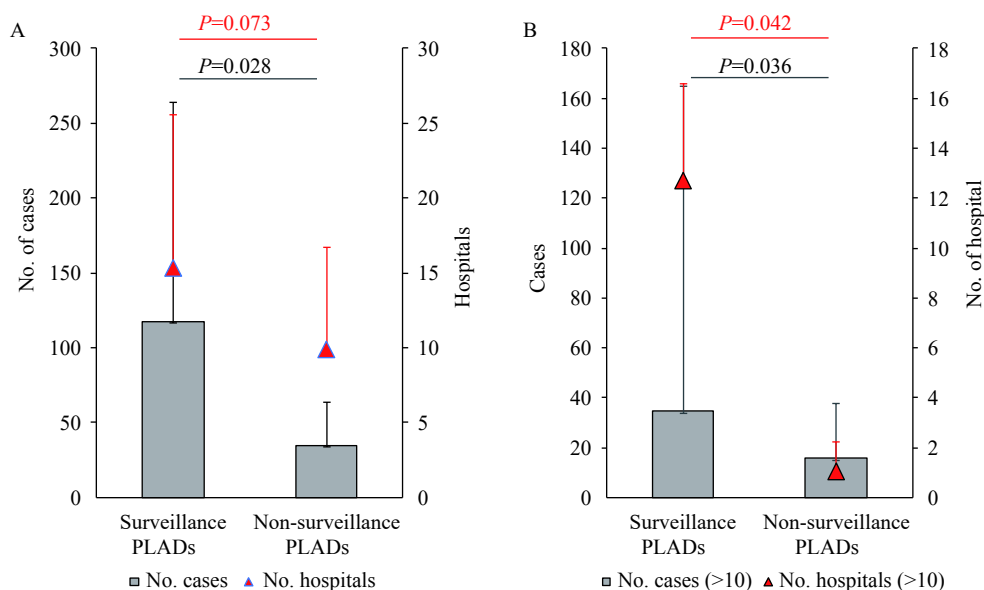 A
P=0.073
P=0.028
No. of cases
300
250
200
150
100
50
0
30
25
20
15
10
5
0
Hospitals
Surveillance
PLADs
Non-surveillance
PLADs
No. cases
No. hospitals
B
P=0.042
P=0.036
Cases
180
160
140
120
100
80
60
40
20
0
18
16
14
12
10
8
6
4
2
0
No. of hospital
Surveillance
PLADs
Non-surveillance
PLADs
No. cases (>10)
No. hospitals (>10)